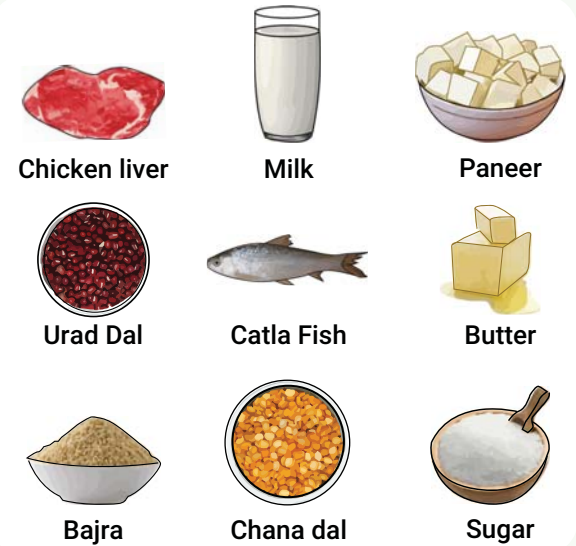 Chicken liver
Milk
Paneer
Urad Dal
Catla Fish
Butter
Bajra
Chana dal
Sugar